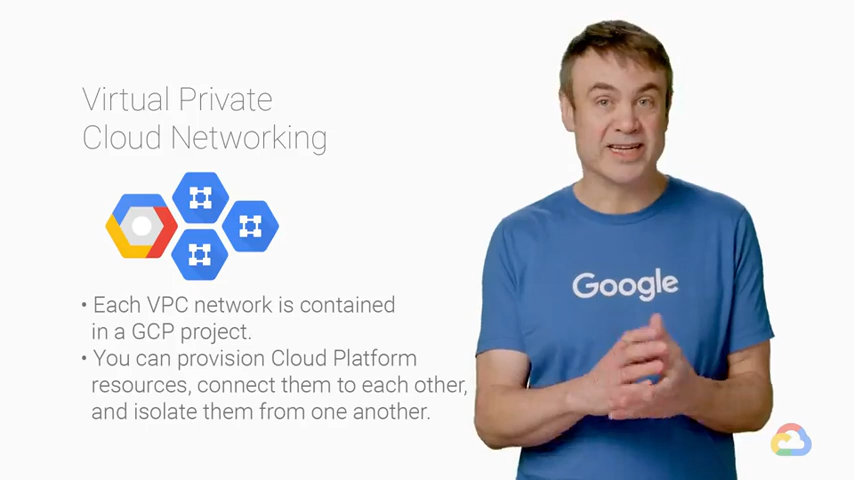 Virtual Private
Cloud Networking
• Each VPC network is contained
in a GCP project.
• You can provision Cloud Platform
resources, connect them to each other,
and isolate them from one another.
Google